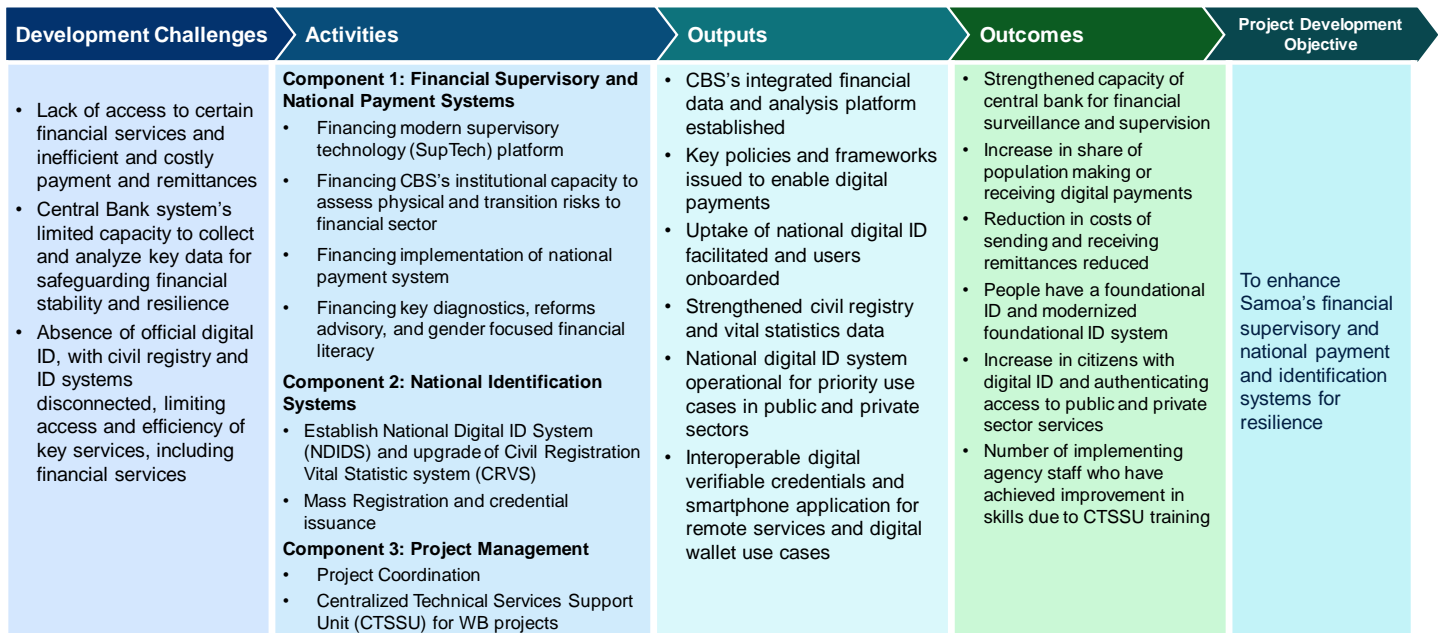 Development Challenges
Activities
Outputs
Outcomes
Project Development
Objective
• Lack of access to certain
financial services and
inefficient and costly
payment and remittances
• Central Bank system's
limited capacity to collect
and analyze key data for
safeguarding financial
stability and resilience
• Absence of official digital
ID, with civil registry and
ID systems
disconnected, limiting
access and efficiency of
key services, including
financial services
Component 1: Financial Supervisory and
National Payment Systems
• Financing modern supervisory
technology (SupTech) platform
• Financing CBS's institutional capacity to
assess physical and transition risks to
financial sector
• Financing implementation of national
payment system
• Financing key diagnostics, reforms
advisory, and gender focused financial
literacy
Component 2: National Identification
Systems
• Establish National Digital ID System
(NDIDS) and upgrade of Civil Registration
Vital Statistic system (CRVS)
• Mass Registration and credential
issuance
Component 3: Project Management
• Project Coordination
• Centralized Technical Services Support
Unit (CTSSU) for WB projects
• CBS's integrated financial
data and analysis platform
established
• Key policies and frameworks
issued to enable digital
payments
• Uptake of national digital ID
facilitated and users
onboarded
• Strengthened civil registry
and vital statistics data
• National digital ID system
operational for priority use
cases in public and private
sectors
• Interoperable digital
verifiable credentials and
smartphone application for
remote services and digital
wallet use cases
• Strengthened capacity of
central bank for financial
surveillance and supervision
• Increase in share of
population making or
receiving digital payments
• Reduction in costs of
sending and receiving
remittances reduced
• People have a foundational
ID and modernized
foundational ID system
• Increase in citizens with
digital ID and authenticating
access to public and private
sector services
• Number of implementing
agency staff who have
achieved improvement in
skills due to CTSSU training
To enhance
Samoa's financial
supervisory and
national payment
and identification
systems for
resilience